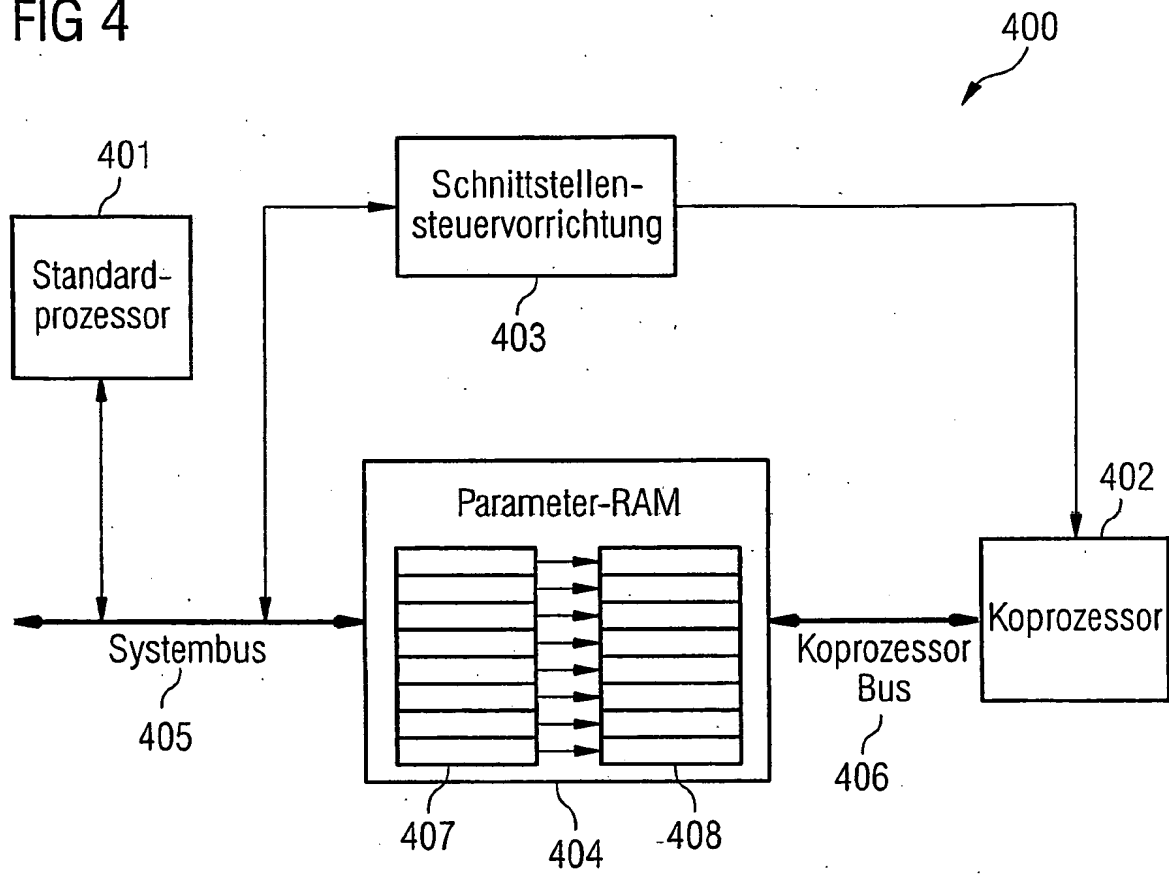 FIG 4
400
401
Standard-
prozessor
Schnittstellen-
steuervorrichtung
403
Parameter-RAM
402
Koprozessor
Systembus
405
Koprozessor
Bus
406
407
404
408